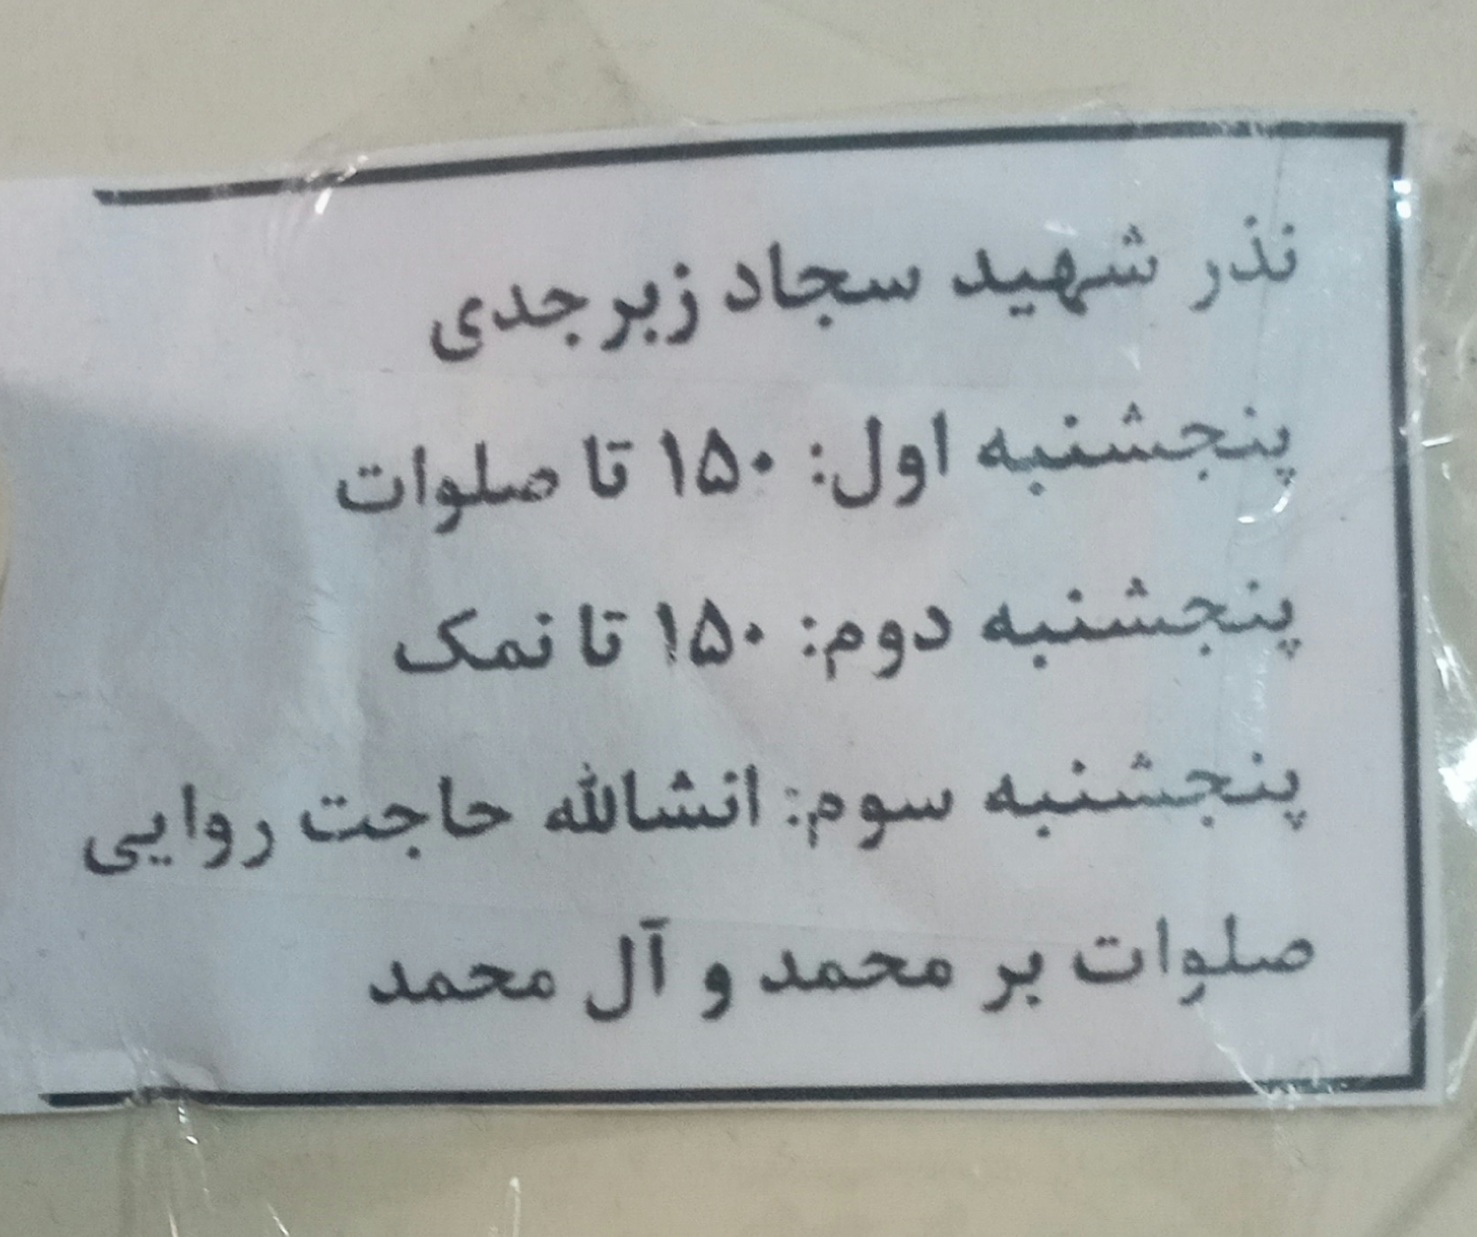 نذر شهید سجاد زبرجدی
پنجشنبه اول: ۱۵۰ تا صلوات
پنجشنبه دوم: ۱۵۰ تا نمک
پنجشنبه سوم: انشالله حاجت روایی
صلوات بر محمد و آل محمد